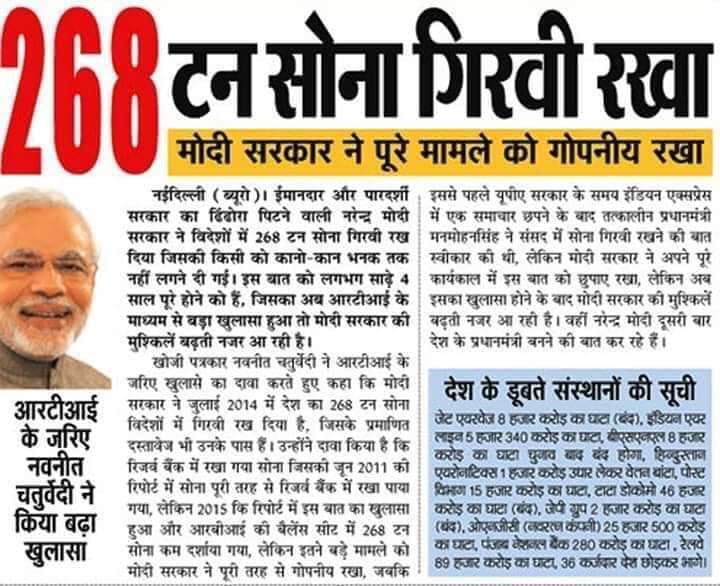 268 टन सोना गिरवी रखा
मोदी सरकार ने पूरे मामले को गोपनीय रखा
नईदिल्ली (ब्यूरो)। ईमानदार और पारदर्शी
सरकार का ढिंढोरा पिटने वाली नरेन्द्र मोदी
सरकार ने विदेशों में 268 टन सोना गिरवी रख
दिया जिसकी किसी को कानो-कान भनक तक
नहीं लगने दी गई। इस बात को लगभग साढ़े 4
साल पूरे होने को हैं, जिसका अब आरटीआई के
माध्यम से बड़ा खुलासा हुआ तो मोदी सरकार की
मुश्किलें बढ़ती नजर आ रही है।
खोजी पत्रकार नवनीत चतुर्वेदी ने आरटीआई के
जरिए खुलासे का दावा करते हुए कहा कि मोदी
सरकार ने जुलाई 2014 में देश का 268 टन सोना
विदेशों में गिरवी रख दिया है, जिसके प्रमाणित
दस्तावेज भी उनके पास हैं। उन्होंने दावा किया है कि
रिजर्व बैंक में रखा गया सोना जिसकी जून 2011 की
रिपोर्ट में सोना पूरी तरह से रिजर्व बैंक में रखा पाया
गया, लेकिन 2015 कि रिपोर्ट में इस बात का खुलासा
हुआ और आरबीआई की बैलेंस सीट में 268 टन
सोना कम दर्शाया गया, लेकिन इतने बड़े मामले को
मोदी सरकार ने पूरी तरह से गोपनीय रखा, जबकि
इससे पहले यूपीए सरकार के समय इंडियन एक्सप्रेस
में एक समाचार छपने के बाद तत्कालीन प्रधानमंत्री
मनमोहनसिंह ने संसद में सोना गिरवी रखने की बात
स्वीकार की थी, लेकिन मोदी सरकार ने अपने पूरे
कार्यकाल में इस बात को छुपाए रखा, लेकिन अब
इसका खुलासा होने के बाद मोदी सरकार की मुश्किलें
बढ़ती नजर आ रही है। वहीं नरेन्द्र मोदी दूसरी बार
देश के प्रधानमंत्री बनने की बात कर रहे हैं।
आरटीआई
के जरिए
नवनीत
चतुर्वेदी ने
किया बढ़ा
खुलासा
देश के डूबते संस्थानों की सूची
जेट एयरवेज 8 हजार करोड़ का घाटा (बंद), इंडियन एयर
लाइन 5 हजार 340 करोड़ का घाटा, बीएसएनएल 8 हजार
करोड़ का घाटा चुनाव बाद बंद होगा, हिन्दुस्तान
एयरोनटिक्स 1 हजार करोड़ उधार लेकर वेतन बांटा, पोस्ट
विभाग 15 हजार करोड़ का घाटा, टाटा डोकोमो 46 हजार
करोड़ का घाटा (बंद), जेपी ग्रुप 2 हजार करोड़ का घाटा
(बंद), ओएनजीसी (नवरत्न कंपनी) 25 हजार 500 करोड़
का घाटा, पंजाब नेशनल बैंक 280 करोड़ का घाटा , रेलवे
89 हजार करोड़ का घाटा, 36 कर्जदार देश छोड़कर भागे।